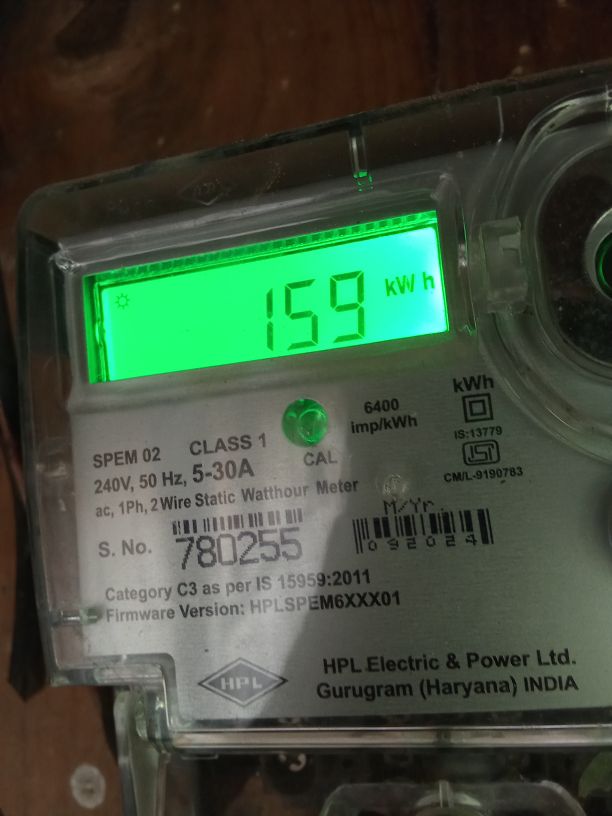 159 kWh
kWh
6400
imp/kWh
IS:13779
ISI
CM/L-9190783
SPEM 02 CLASS 1
CAL
240V, 50 Hz, 5-30A
ac, 1Ph, 2 Wire Static Watthour Meter
M/Yr.
092024
S. No. 780255
Category C3 as per IS 15959:2011
Firmware Version: HPLSPEM6XXX01
HPL
HPL Electric & Power Ltd.
Gurugram (Haryana) INDIA